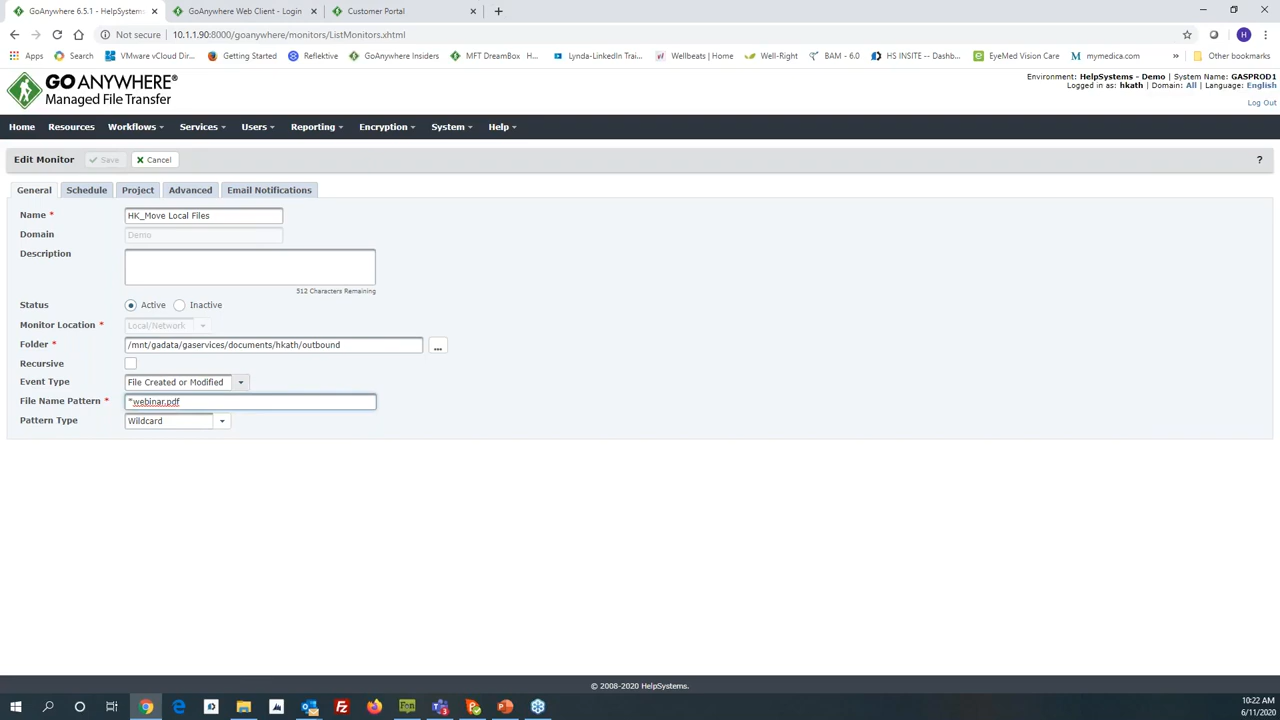 GoAnywhere 6.5.1 - HelpSystems
GoAnywhere Web Client - Login
Customer Portal
Not secure
10.1.1.90:8000/goanywhere/monitors/ListMonitors.xhtml
H
Apps
Search
VMware vCloud Dir...
Getting Started
Reflektive
GoAnywhere Insiders
MFT DreamBox H...
Lynda-LinkedIn Trai...
Wellbeats | Home
Well-Right
BAM - 6.0
HS INSITE -- Dashb...
EyeMed Vision Care
mymedica.com
»
Other bookmarks
GO ANYWHERE®
Managed File Transfer
Environment: HelpSystems - Demo | System Name: GASPROD1
Logged in as: hkath | Domain: All | Language: English
Log Out
Home Resources Workflows Services Users Reporting Encryption System Help
Edit Monitor Save Cancel
?
General Schedule Project Advanced Email Notifications
Name * HK_Move Local Files
Domain Demo
Description
512 Characters Remaining
Status Active Inactive
Monitor Location * Local/Network
Folder * /mnt/gadata/gaservices/documents/hkath/outbound ...
Recursive
Event Type File Created or Modified
File Name Pattern * *webinar.pdf
Pattern Type Wildcard
© 2008-2020 HelpSystems.
10:22 AM
6/11/2020